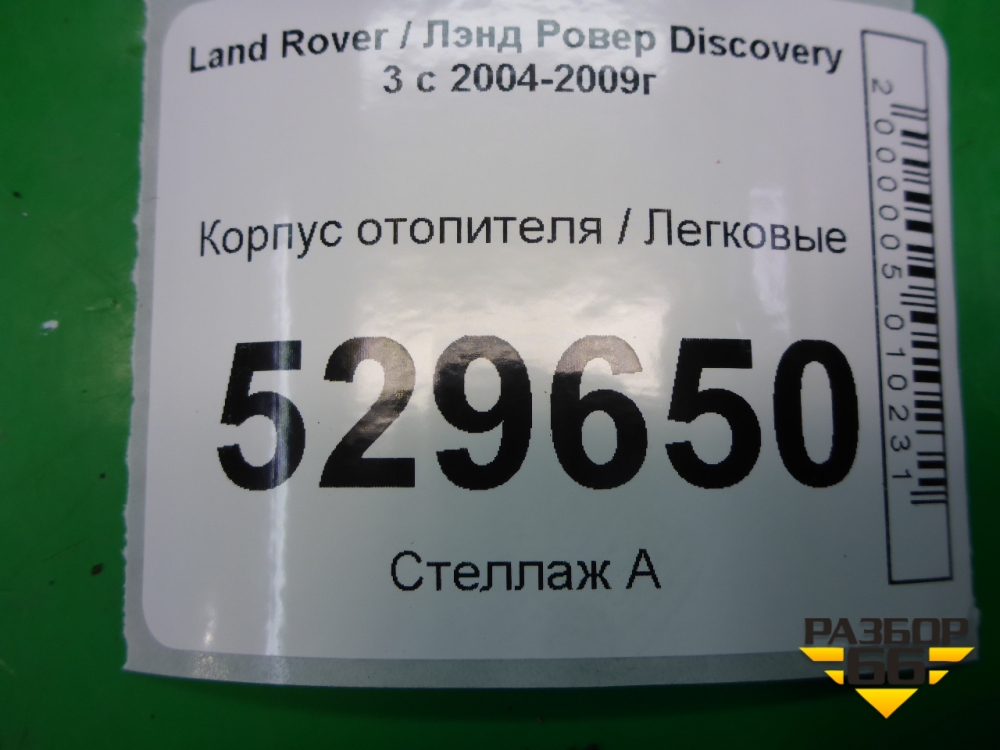 Land Rover / Лэнд Ровер Discovery
3 с 2004-2009г
Корпус отопителя / Легковые
529650
Стеллаж А
2000005010231
РАЗБОР
66